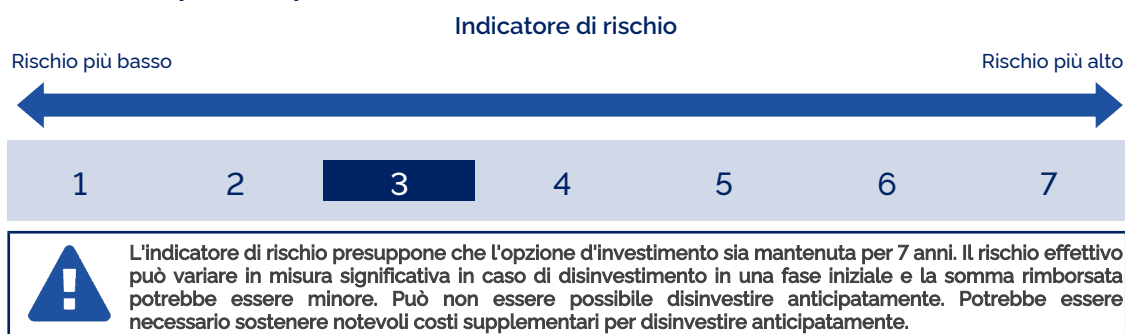 Indicatore di rischio
Rischio più basso Rischio più alto
1 2 3 4 5 6 7
L'indicatore di rischio presuppone che l'opzione d'investimento sia mantenuta per 7 anni. Il rischio effettivo
può variare in misura significativa in caso di disinvestimento in una fase iniziale e la somma rimborsata
potrebbe essere minore. Può non essere possibile disinvestire anticipatamente. Potrebbe essere
necessario sostenere notevoli costi supplementari per disinvestire anticipatamente.